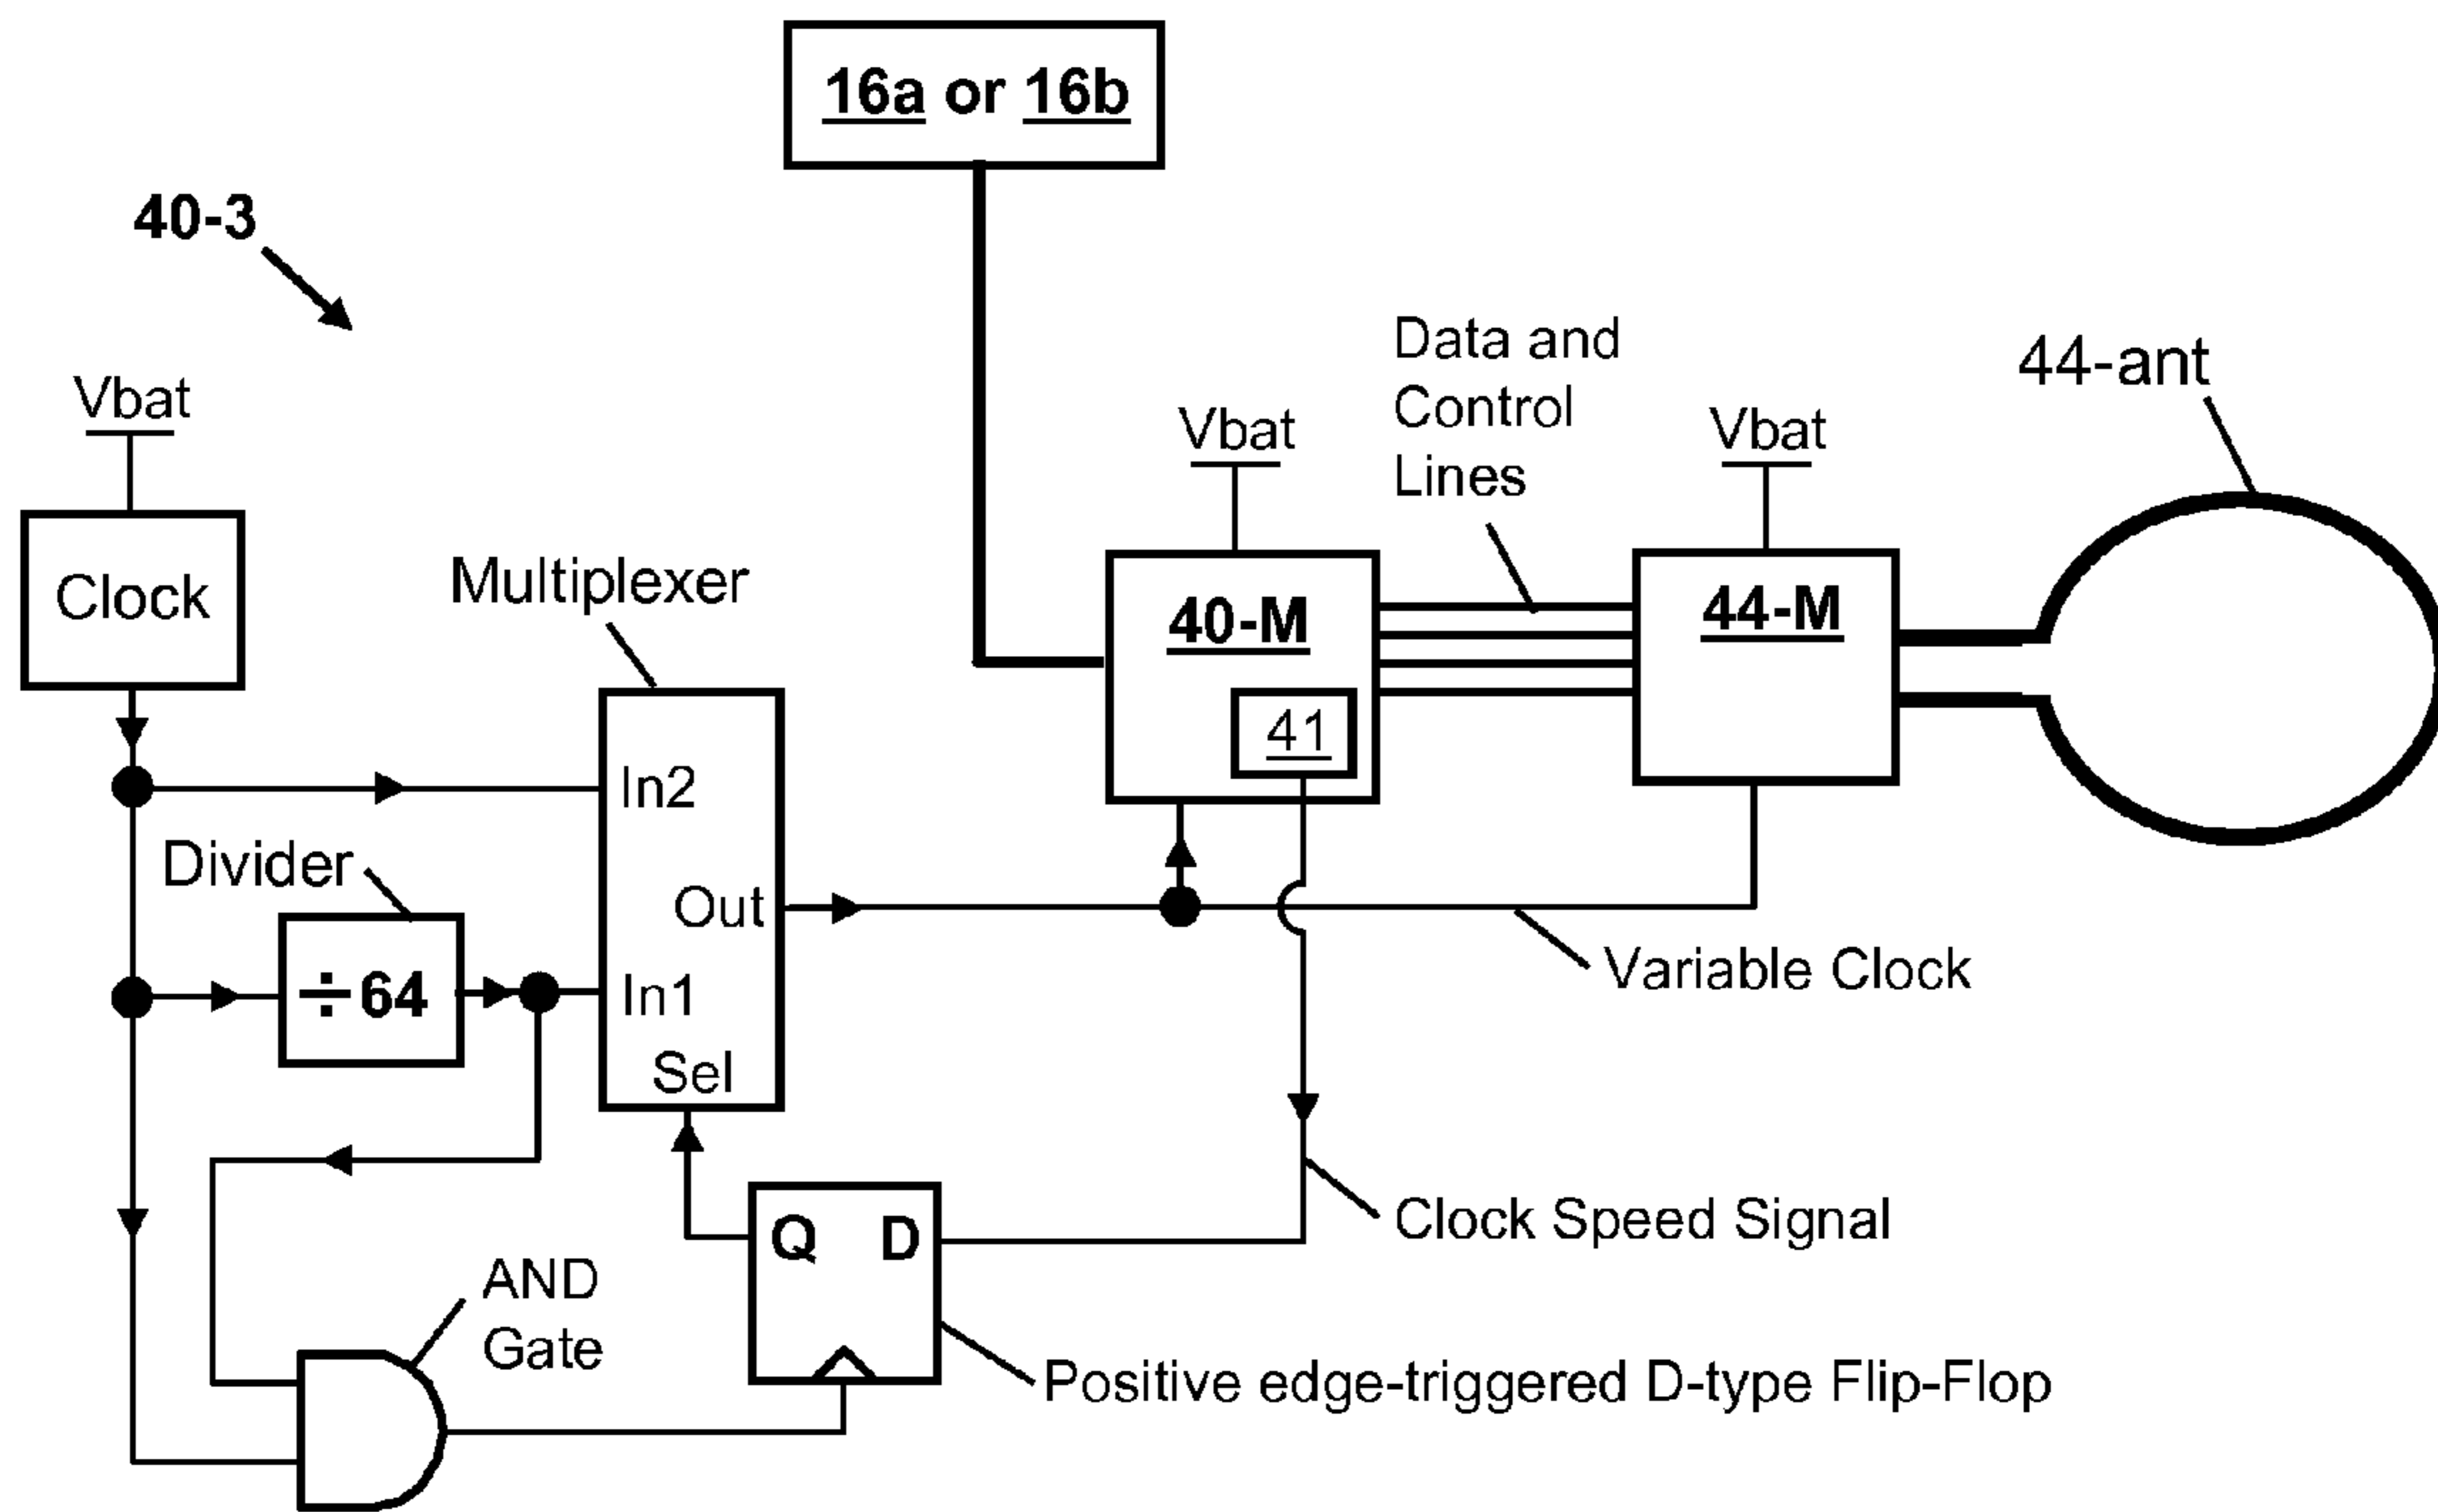 16a or 16b
40-3
Data and
Control
Lines
44-ant
Vbat
Vbat
Vbat
Clock
Multiplexer
40-M
44-M
41
In2
Divider
Out
÷64
In1
Variable Clock
Sel
Q D
Clock Speed Signal
AND
Gate
Positive edge-triggered D-type Flip-Flop